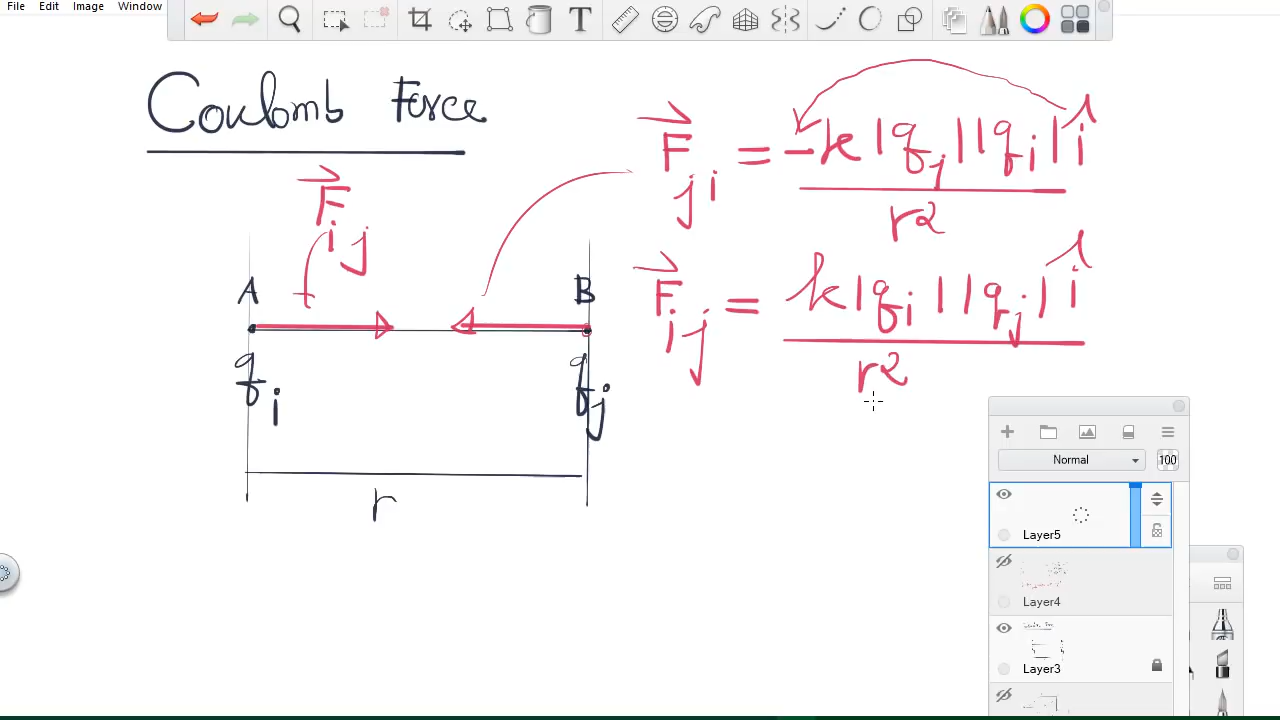 File Edit Image Window
Coulomb Force
F⃗ji = -k|qj||qi|î
r2
F⃗ij
F⃗ij = k|qi||qj|î
r2
A B
qi qj
r
Normal 100
Layer5
Layer4
Layer3